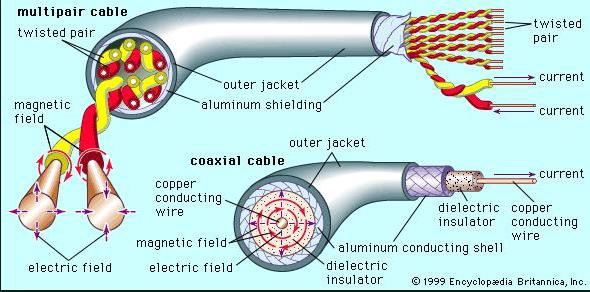 multipair cable
twisted pair
twisted
pair
outer jacket
aluminum shielding
current
current
magnetic
field
electric field
coaxial cable
outer jacket
copper
conducting
wire
current
dielectric
insulator
copper
conducting
wire
magnetic field
electric field
aluminum conducting shell
dielectric
insulator
© 1999 Encyclopædia Britannica, Inc.